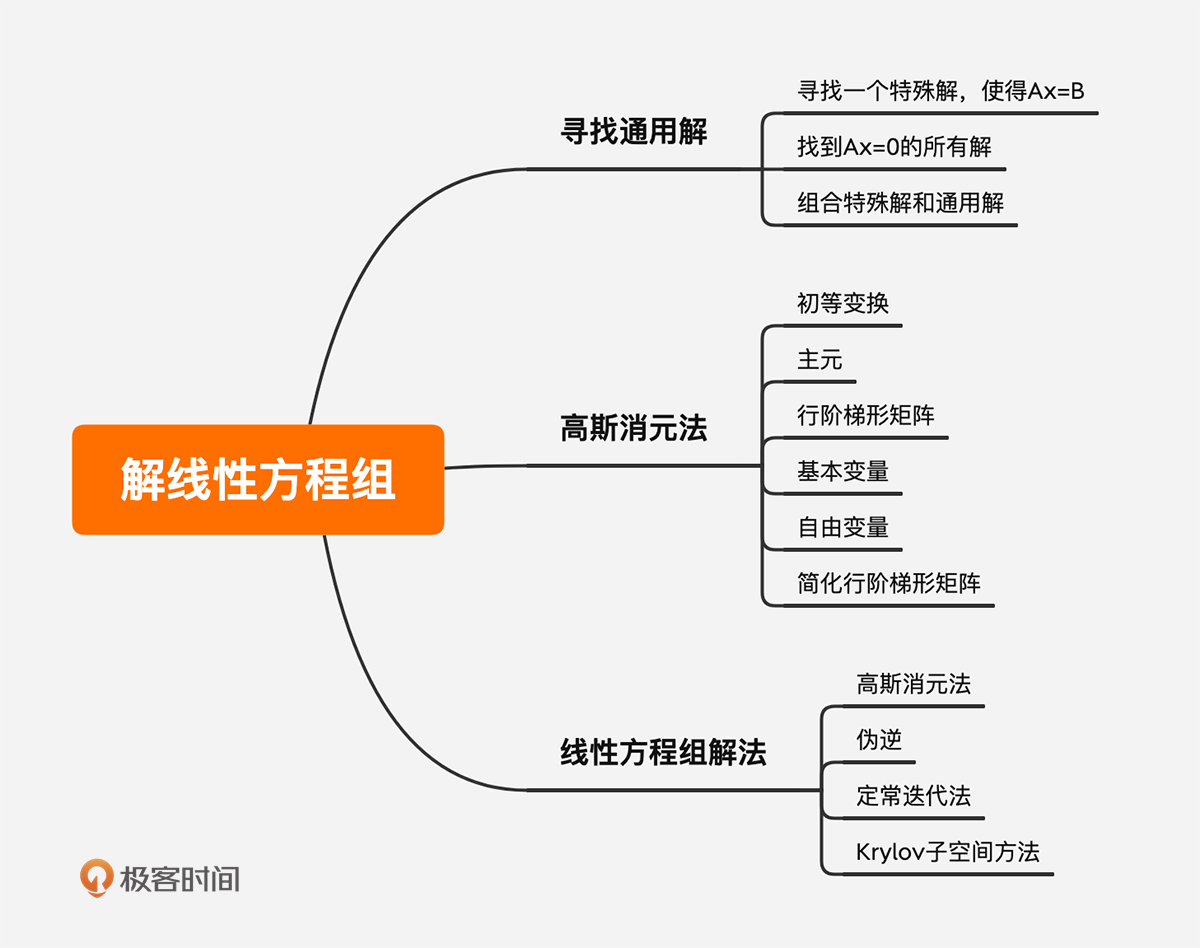 寻找一个特殊解，使得Ax=B
寻找通用解
找到Ax=0的所有解
组合特殊解和通用解
初等变换
主元
行阶梯形矩阵
高斯消元法
基本变量
解线性方程组
自由变量
简化行阶梯形矩阵
高斯消元法
伪逆
线性方程组解法
定常迭代法
Krylov子空间方法
极客时间